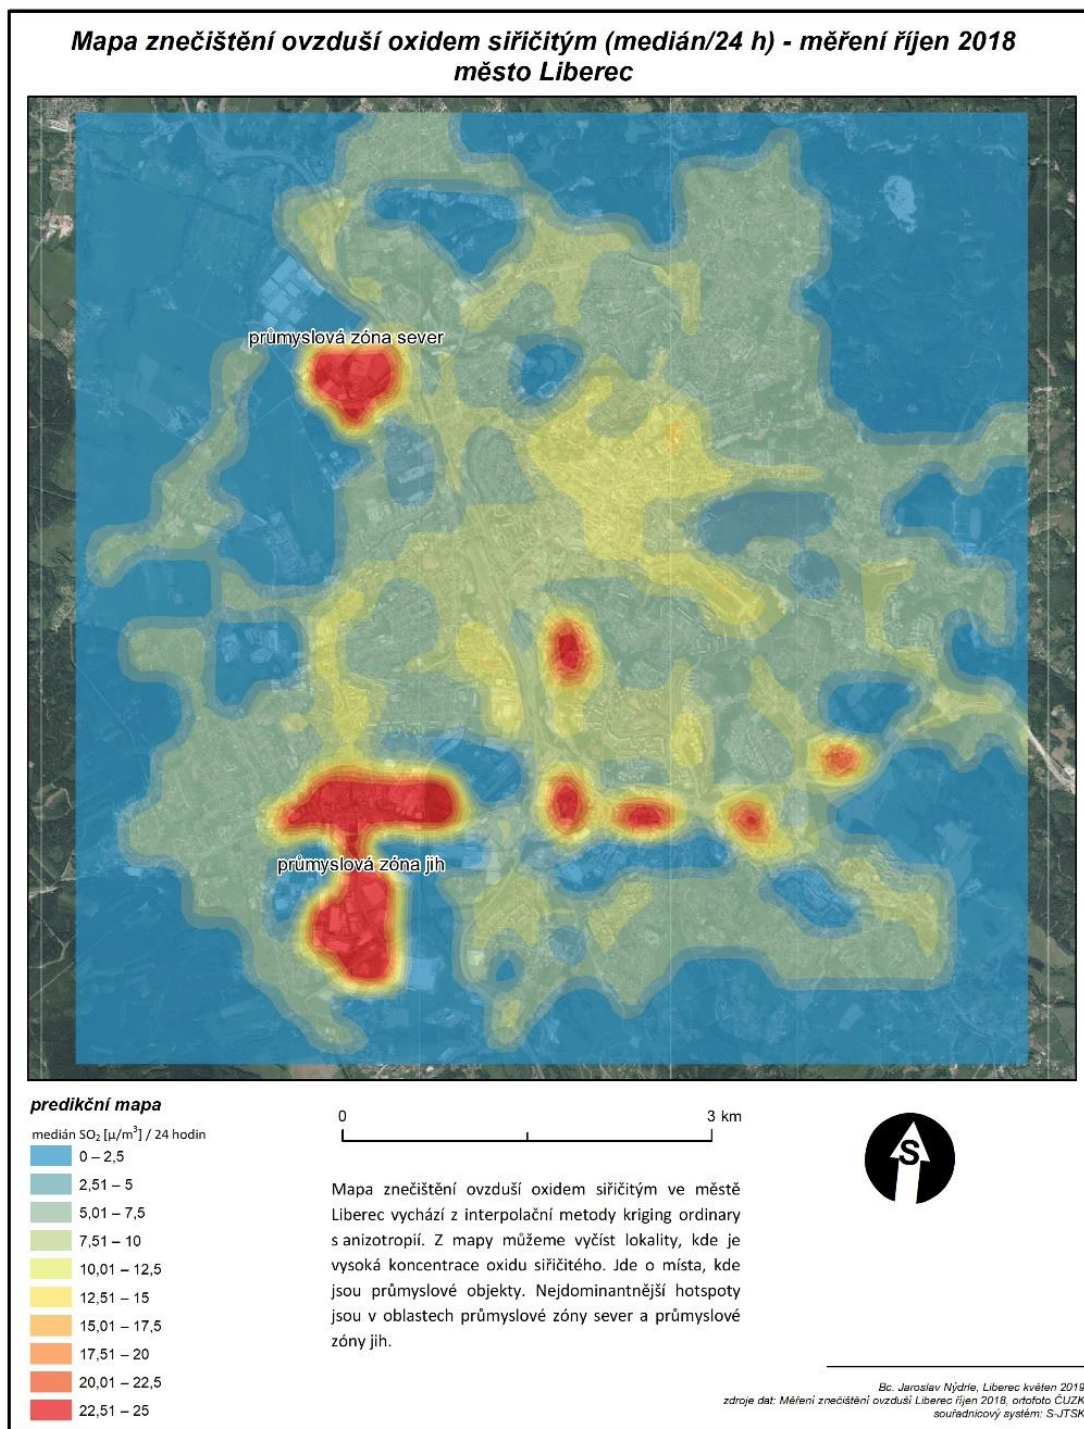 Mapa znečištění ovzduší oxidem siřičitým (medián/24 h) - měření říjen 2018
město Liberec
průmyslová zóna sever
průmyslová zóna jih
predikční mapa
medián SO₂ [µ/m³] / 24 hodin
0 – 2,5
2,51 – 5
5,01 – 7,5
7,51 – 10
10,01 – 12,5
12,51 – 15
15,01 – 17,5
17,51 – 20
20,01 – 22,5
22,51 – 25
0 3 km
Mapa znečištění ovzduší oxidem siřičitým ve městě
Liberec vychází z interpolační metody kriging ordinary
s anizotropií. Z mapy můžeme vyčíst lokality, kde je
vysoká koncentrace oxidu siřičitého. Jde o místa, kde
jsou průmyslové objekty. Nejdominantnější hotspoty
jsou v oblastech průmyslové zóny sever a průmyslové
zóny jih.
S
Bc. Jaroslav Nýdrle, Liberec květen 2019
zdroje dat: Měření znečištění ovzduší Liberec říjen 2018, ortofoto ČUZK
souřadnicový systém: S-JTSK